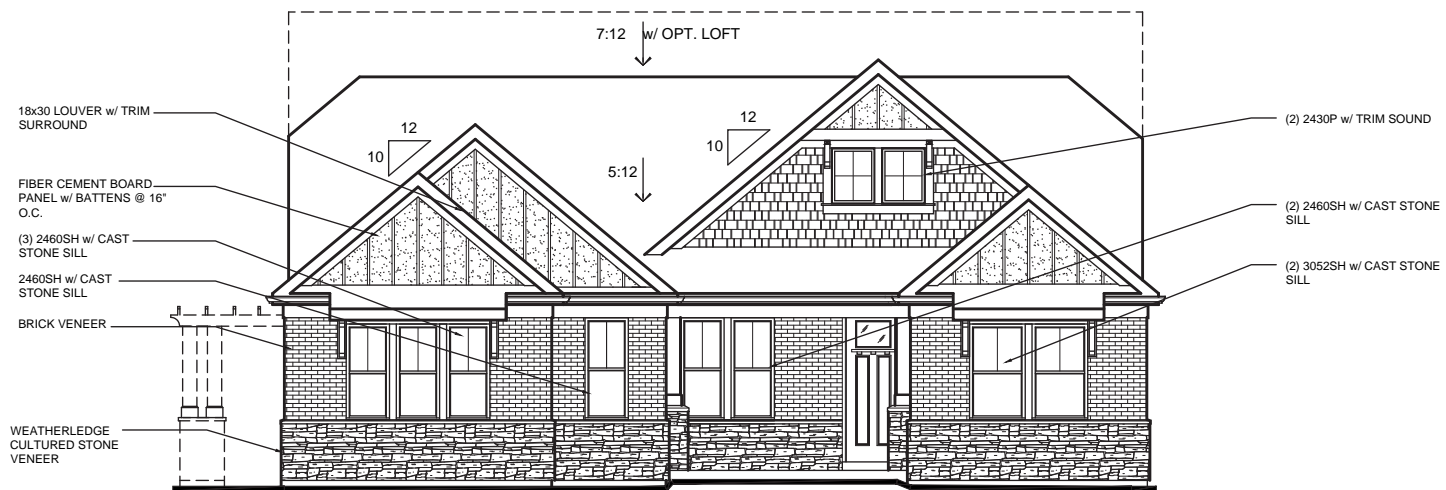 7:12 w/ OPT. LOFT
18x30 LOUVER w/ TRIM
SURROUND
12
10
12
10
5:12
(2) 2430P w/ TRIM SOUND
FIBER CEMENT BOARD
PANEL w/ BATTENS @ 16"
O.C.
(3) 2460SH w/ CAST
STONE SILL
2460SH w/ CAST
STONE SILL
BRICK VENEER
WEATHERLEDGE
CULTURED STONE
VENEER
(2) 2460SH w/ CAST STONE
SILL
(2) 3052SH w/ CAST STONE
SILL